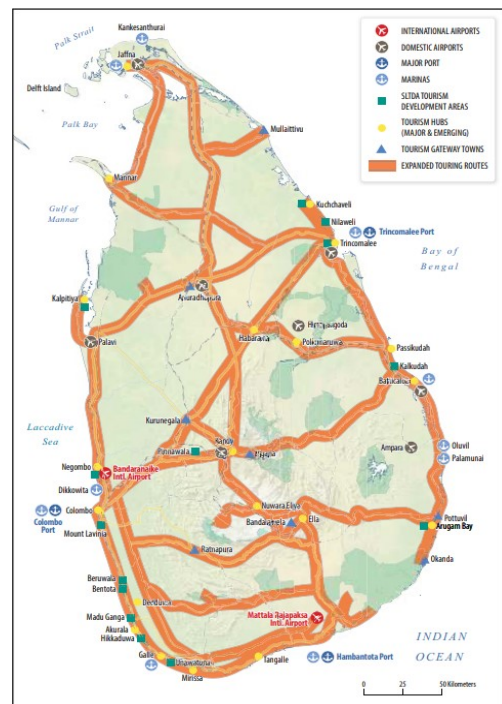 Palk Strait
Kankesanthurai
Jaffna
Delft Island
Palk Bay
Mullaittivu
Mannar
Gulf of
Mannar
Kuchchaveli
Nilaweli
Trincomalee Port
Trincomalee
Bay of
Bengal
Anuradhapura
Kalpitiya
Palavi
Habarana
Polonnaruwa
Passikudah
Kalkudah
Batticaloa
Laccadive
Sea
Kurunegala
Pinnawala
Kandy
Ampara
Oluvil
Palamunai
Negombo
Bandaranaike
Intl. Airport
Dikkowita
Colombo
Colombo
Port
Mount Lavinia
Nuwara Eliya
Bandarawela
Ella
Pottuvil
Arugam Bay
Okanda
Ratnapura
Beruwala
Bentota
Deniyaya
Madu Ganga
Akurala
Hikkaduwa
Galle
Unawatuna
Mirissa
Tangalle
Mattala Rajapaksa
Intl. Airport
Hambantota Port
INDIAN
OCEAN
0 25 50 Kilometers
INTERNATIONAL AIRPORTS
DOMESTIC AIRPORTS
MAJOR PORT
MARINAS
SLTDA TOURISM
DEVELOPMENT AREAS
TOURISM HUBS
(MAJOR & EMERGING)
TOURISM GATEWAY TOWNS
EXPANDED TOURING ROUTES